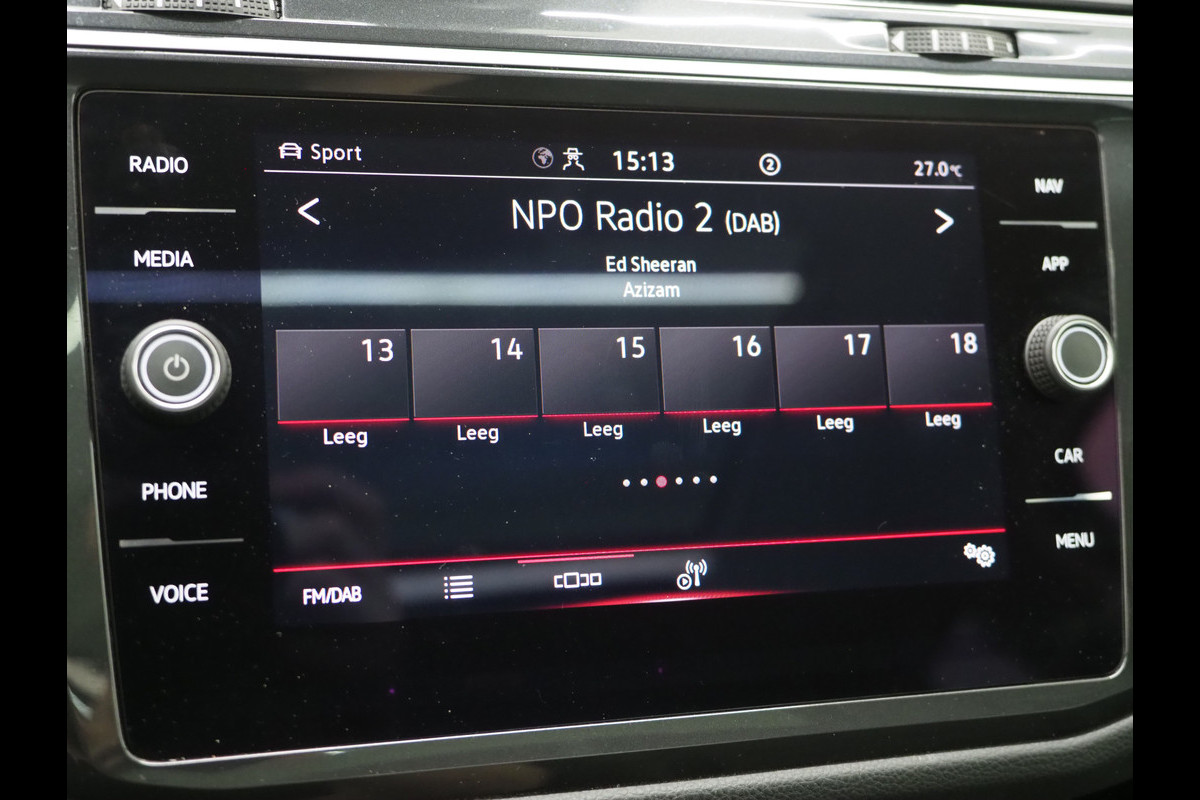 RADIO
MEDIA
PHONE
VOICE
Sport 15:13 2 27.0°C
< NPO Radio 2 (DAB) >
Ed Sheeran
Azizam
13 14 15 16 17 18
Leeg Leeg Leeg Leeg Leeg Leeg
FM/DAB
NAV
APP
CAR
MENU